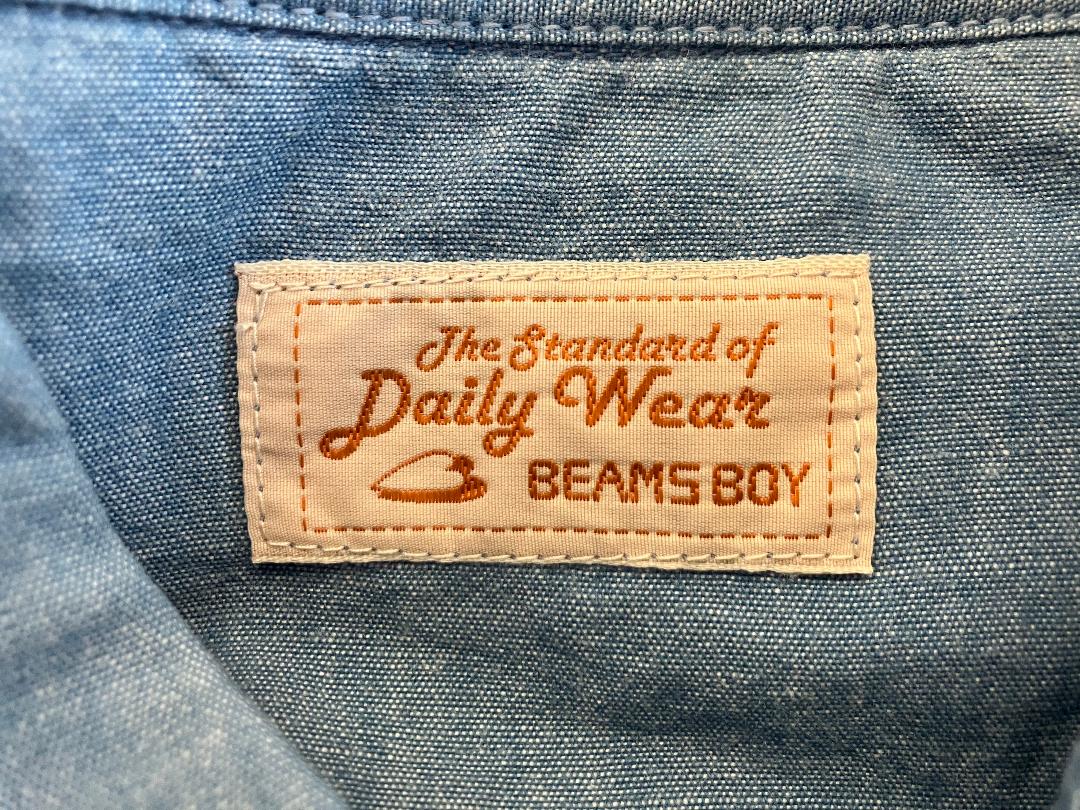 The Standard of
Daily Wear
BEAMS BOY